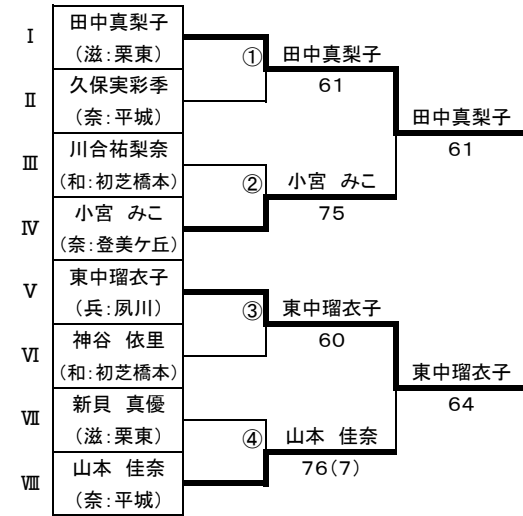 Ⅰ
田中真梨子
(滋:栗東)
① 田中真梨子
61
Ⅱ
久保実彩季
(奈:平城)
田中真梨子
61
Ⅲ
川合祐梨奈
(和:初芝橋本)
② 小宮 みこ
75
Ⅳ
小宮 みこ
(奈:登美ケ丘)
Ⅴ
東中瑠衣子
(兵:夙川)
③ 東中瑠衣子
60
Ⅵ
神谷 依里
(和:初芝橋本)
東中瑠衣子
64
Ⅶ
新貝 真優
(滋:栗東)
④ 山本 佳奈
76(7)
Ⅷ
山本 佳奈
(奈:平城)